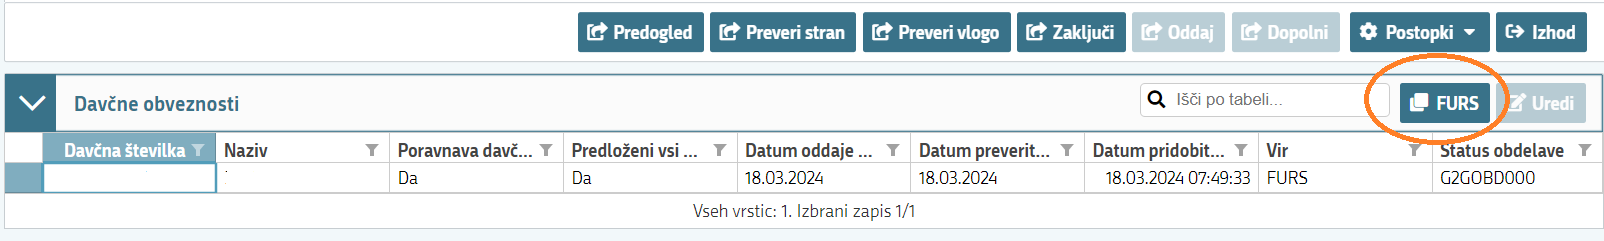 Predogled Preveri stran Preveri vlogo Zaključi Oddaj Dopolni Postopki Izhod
Davčne obveznosti Išči po tabeli... FURS Uredi
Davčna številka Naziv Poravnava davč... Predloženi vsi ... Datum oddaje ... Datum preverit... Datum pridobit... Vir Status obdelave
Da Da 18.03.2024 18.03.2024 18.03.2024 07:49:33 FURS G2GOBD000
Vseh vrstic: 1. Izbrani zapis 1/1